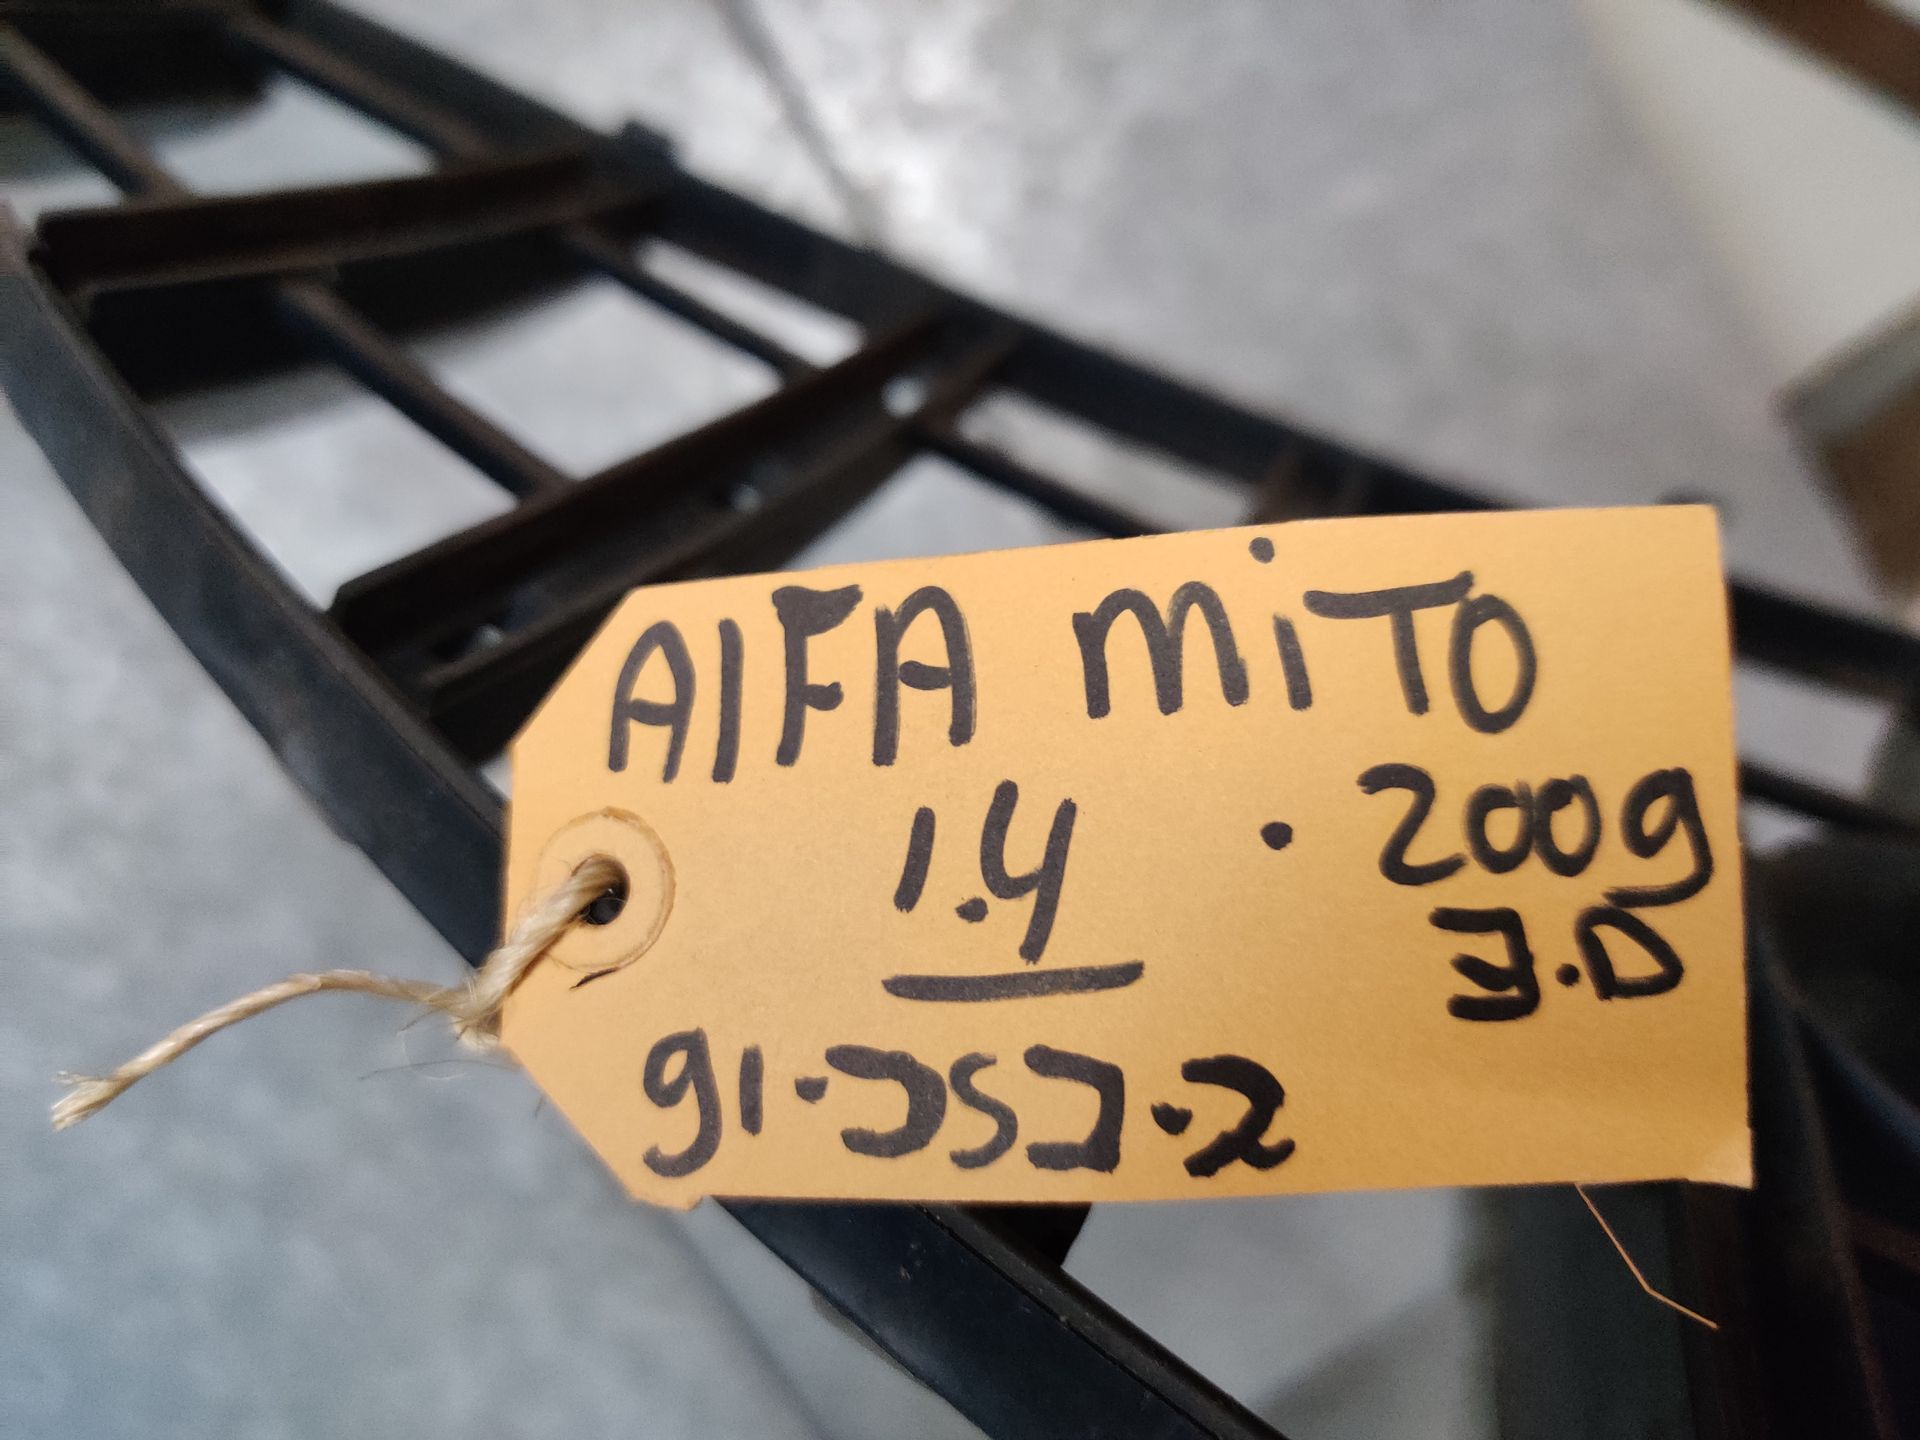 AlFA MiTO
1.4 . 2009
3.D
91-JSJ-2